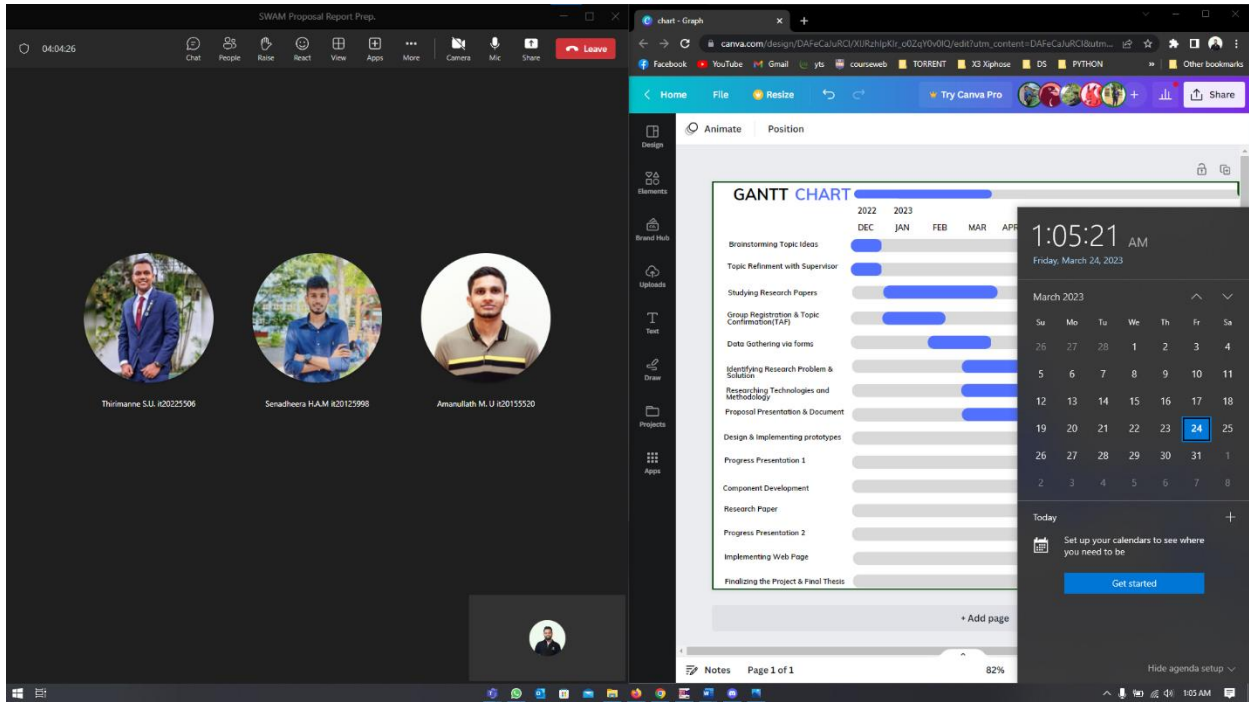 SWAM Proposal Report Prep.
04:04:26
Chat People Raise React View Apps More Camera Mic Share Leave
Thirimanne S.U. it20225506
Senadheera H.A.M it20125998
Amanullath M. U it20155520
chart - Graph
Facebook YouTube Gmail yts courseweb TORRENT X3 Xiphose DS PYTHON » Other bookmarks
Home File Resize Try Canva Pro Share
Animate Position
Design
Elements
Brand Hub
Uploads
Text
Draw
Projects
Apps
GANTT CHART
2022 2023
DEC JAN FEB MAR APR
Brainstorming Topic Ideas
Topic Refinment with Supervisor
Studying Research Papers
Group Registration & Topic
Confirmation(TAF)
Data Gathering via forms
Identifying Research Problem &
Solution
Researching Technologies and
Methodology
Proposal Presentation & Document
Design & Implementing prototypes
Progress Presentation 1
Component Development
Research Paper
Progress Presentation 2
Implementing Web Page
Finalizing the Project & Final Thesis
+ Add page
Notes Page 1 of 1 82%
1:05:21 AM
Friday, March 24, 2023
March 2023
Su Mo Tu We Th Fr Sa
26 27 28 1 2 3 4
5 6 7 8 9 10 11
12 13 14 15 16 17 18
19 20 21 22 23 24 25
26 27 28 29 30 31 1
2 3 4 5 6 7 8
Today
Set up your calendars to see where
you need to be
Get started
Hide agenda setup
1:05 AM